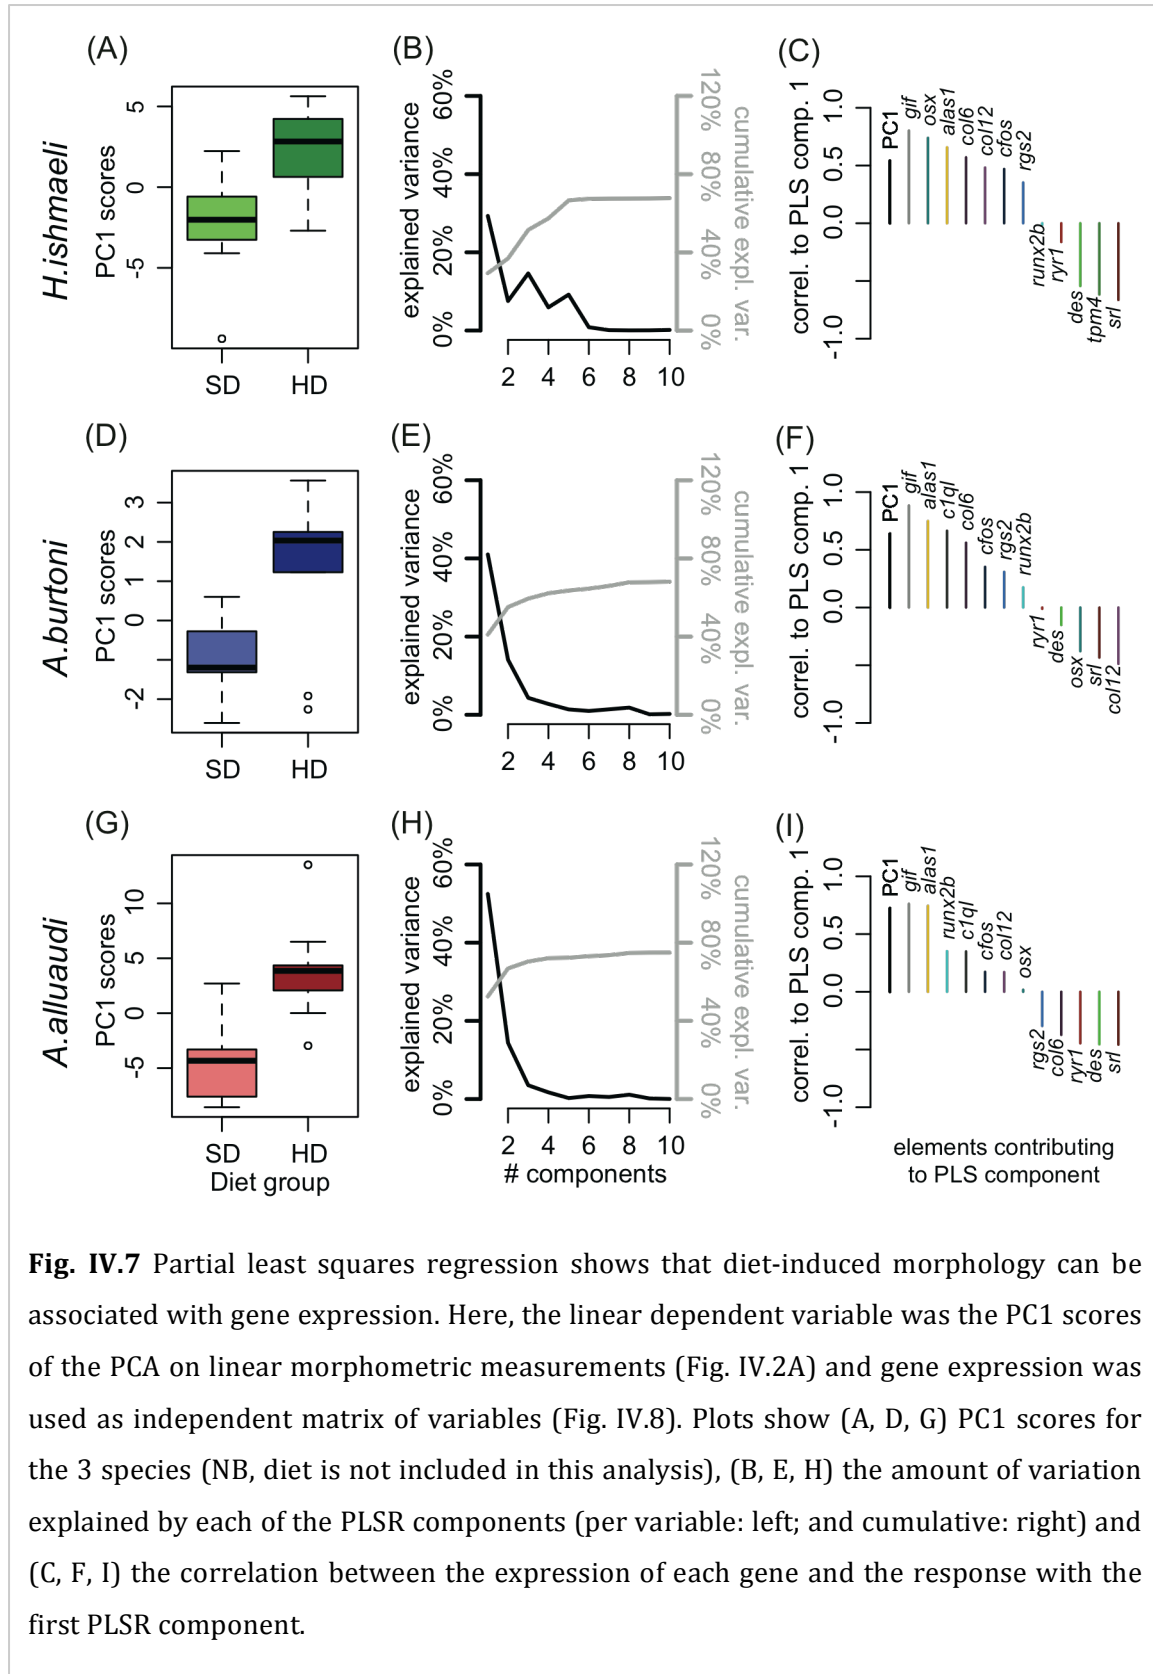 (A)
(B)
(C)
H.ishmaeli
PC1 scores
5
0
-5
SD
HD
explained variance
60%
40%
20%
0%
120%
80%
40%
0%
cumulative expl. var.
2
4
6
8
10
correl. to PLS comp. 1
1.0
0.5
0.0
-1.0
PC1
gif
osx
alas1
col6
col12
cfos
rgs2
runx2b
ryr1
des
tpm4
srl
(D)
(E)
(F)
A.burtoni
PC1 scores
3
2
1
0
-2
SD
HD
explained variance
60%
40%
20%
0%
120%
80%
40%
0%
cumulative expl. var.
2
4
6
8
10
correl. to PLS comp. 1
1.0
0.5
0.0
-1.0
PC1
gif
alas1
c1ql
col6
cfos
rgs2
runx2b
ryr1
des
osx
srl
col12
(G)
(H)
(I)
A.alluaudi
PC1 scores
10
5
0
-5
SD
HD
Diet group
explained variance
60%
40%
20%
0%
120%
80%
40%
0%
cumulative expl. var.
2
4
6
8
10
# components
correl. to PLS comp. 1
1.0
0.5
0.0
-1.0
PC1
gif
alas1
runx2b
c1ql
cfos
col12
osx
rgs2
col6
ryr1
des
srl
elements contributing
to PLS component
Fig. IV.7 Partial least squares regression shows that diet-induced morphology can be
associated with gene expression. Here, the linear dependent variable was the PC1 scores
of the PCA on linear morphometric measurements (Fig. IV.2A) and gene expression was
used as independent matrix of variables (Fig. IV.8). Plots show (A, D, G) PC1 scores for
the 3 species (NB, diet is not included in this analysis), (B, E, H) the amount of variation
explained by each of the PLSR components (per variable: left; and cumulative: right) and
(C, F, I) the correlation between the expression of each gene and the response with the
first PLSR component.